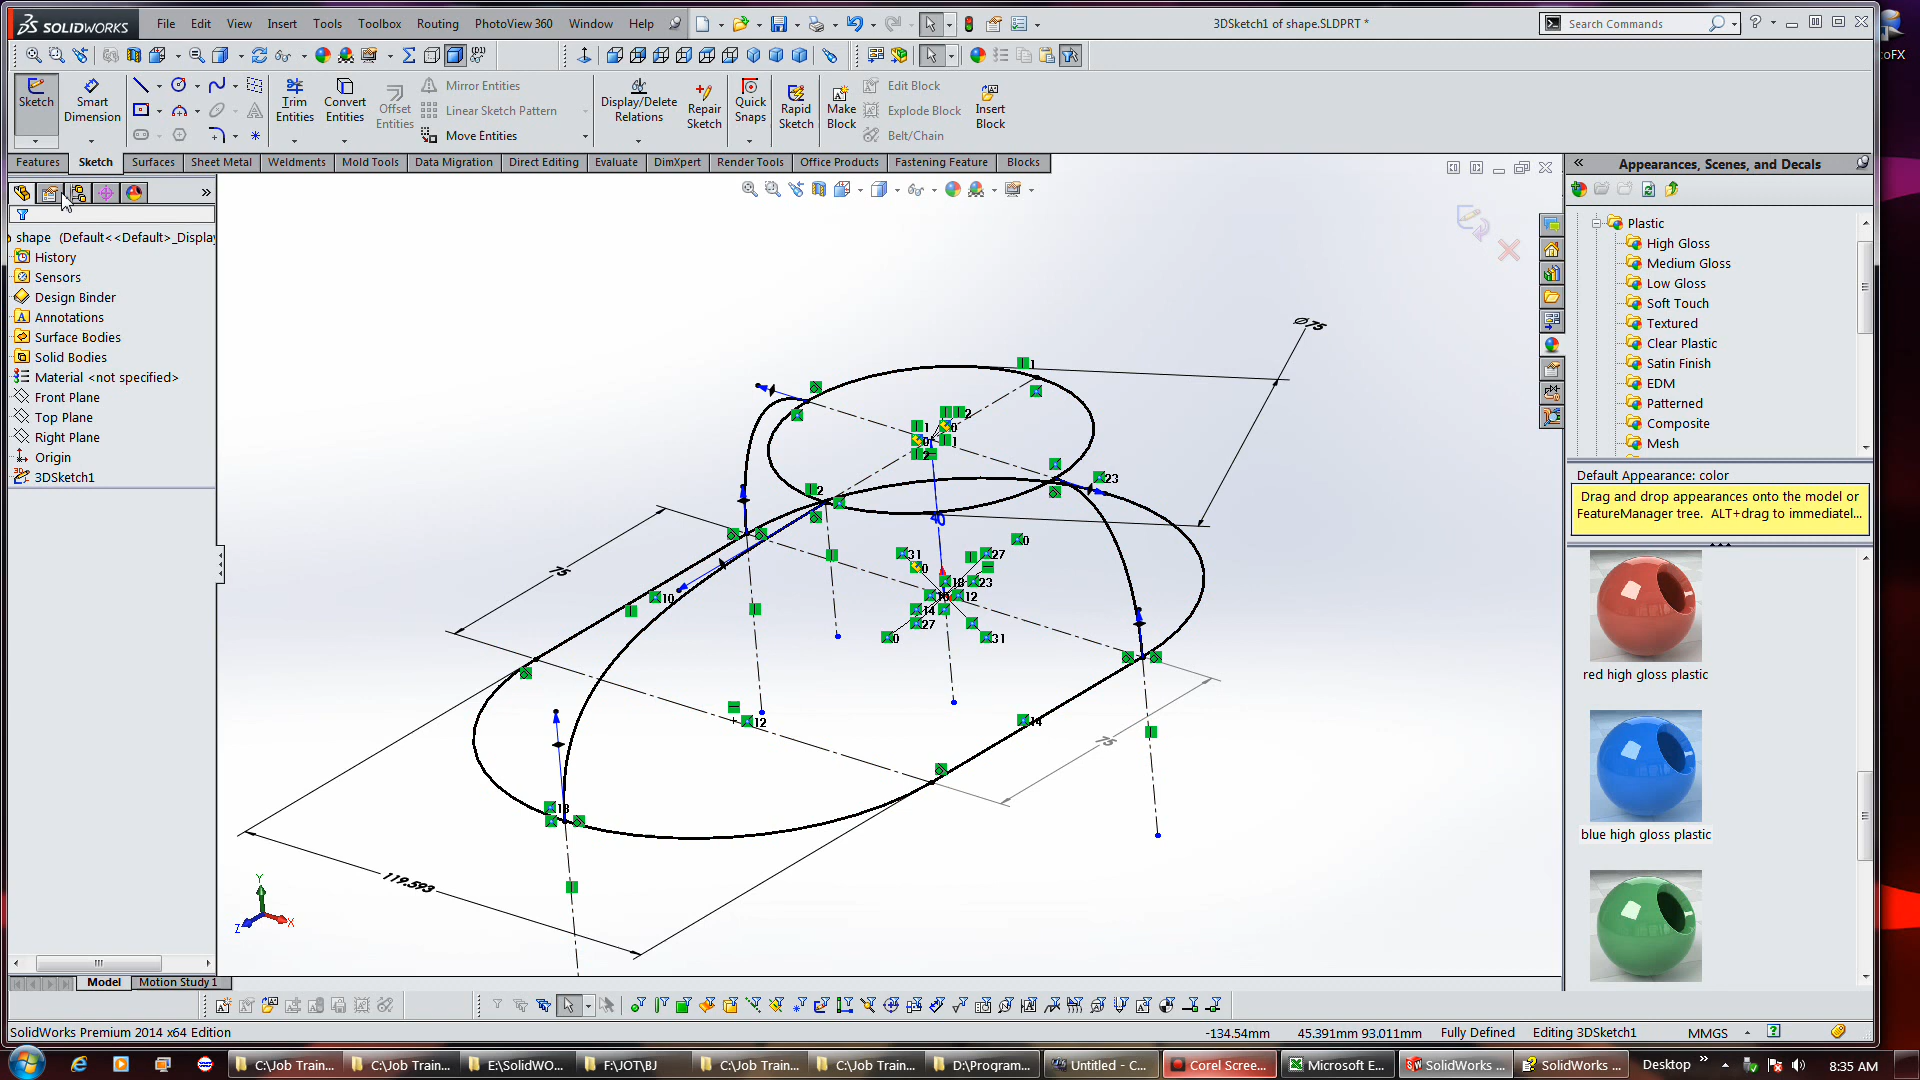 SOLIDWORKS File Edit View Insert Tools Toolbox Routing PhotoView 360 Window Help 3DSketch1 of shape.SLDPRT * Search Commands
Sketch Smart Dimension Trim Entities Convert Entities Offset Entities Mirror Entities Linear Sketch Pattern Move Entities Display/Delete Relations Repair Sketch Quick Snaps Rapid Sketch Make Block Edit Block Explode Block Belt/Chain Insert Block
Features Sketch Surfaces Sheet Metal Weldments Mold Tools Data Migration Direct Editing Evaluate DimXpert Render Tools Office Products Fastening Feature Blocks
Appearances, Scenes, and Decals
shape (Default<<Default>_Display
History
Sensors
Design Binder
Annotations
Surface Bodies
Solid Bodies
Material <not specified>
Front Plane
Top Plane
Right Plane
Origin
3DSketch1
Plastic
High Gloss
Medium Gloss
Low Gloss
Soft Touch
Textured
Clear Plastic
Satin Finish
EDM
Patterned
Composite
Mesh
Default Appearance: color
Drag and drop appearances onto the model or
FeatureManager tree. ALT+drag to immediatel...
red high gloss plastic
blue high gloss plastic
Ø75
75
75
40
119.593
Y
X
Z
Model Motion Study 1
SolidWorks Premium 2014 x64 Edition -134.54mm 45.391mm 93.011mm Fully Defined Editing 3DSketch1 MMGS
C:\Job Train... C:\Job Train... E:\SolidWO... F:\JOT\BJ C:\Job Train... C:\Job Train... D:\Program... Untitled - C... Corel Scree... Microsoft E... SolidWorks ... SolidWorks ... Desktop 8:35 AM